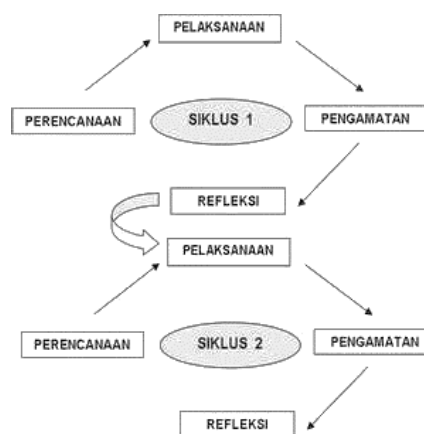 PELAKSANAAN
PERENCANAAN
SIKLUS 1
PENGAMATAN
REFLEKSI
PELAKSANAAN
PERENCANAAN
SIKLUS 2
PENGAMATAN
REFLEKSI